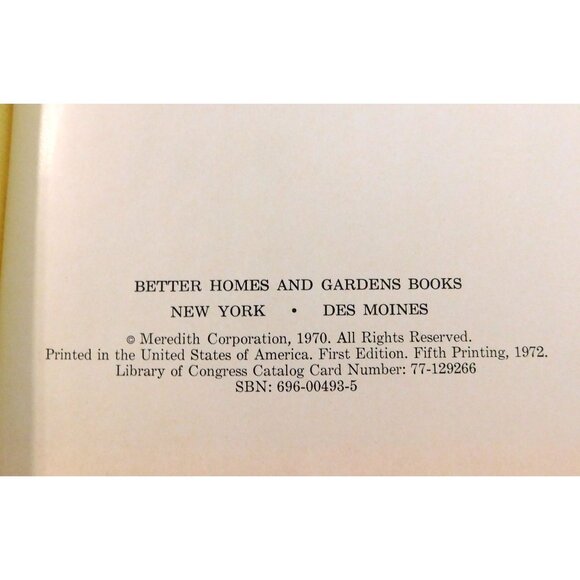 BETTER HOMES AND GARDENS BOOKS
NEW YORK • DES MOINES
© Meredith Corporation, 1970. All Rights Reserved.
Printed in the United States of America. First Edition. Fifth Printing, 1972.
Library of Congress Catalog Card Number: 77-129266
SBN: 696-00493-5